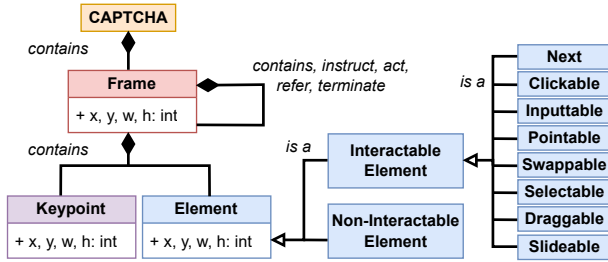 CAPTCHA
contains
Frame
+ x, y, w, h: int
contains, instruct, act,
refer, terminate
contains
Keypoint
+ x, y, w, h: int
Element
+ x, y, w, h: int
is a
Interactable
Element
Non-Interactable
Element
is a
Next
Clickable
Inputtable
Pointable
Swappable
Selectable
Draggable
Slideable